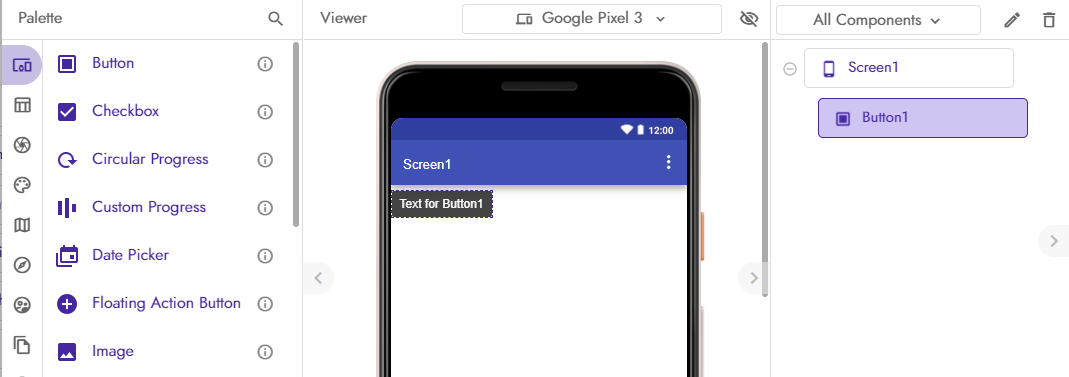 Palette
Viewer
Google Pixel 3
All Components
Button
Checkbox
Circular Progress
Custom Progress
Date Picker
Floating Action Button
Image
12:00
Screen1
Text for Button1
Screen1
Button1